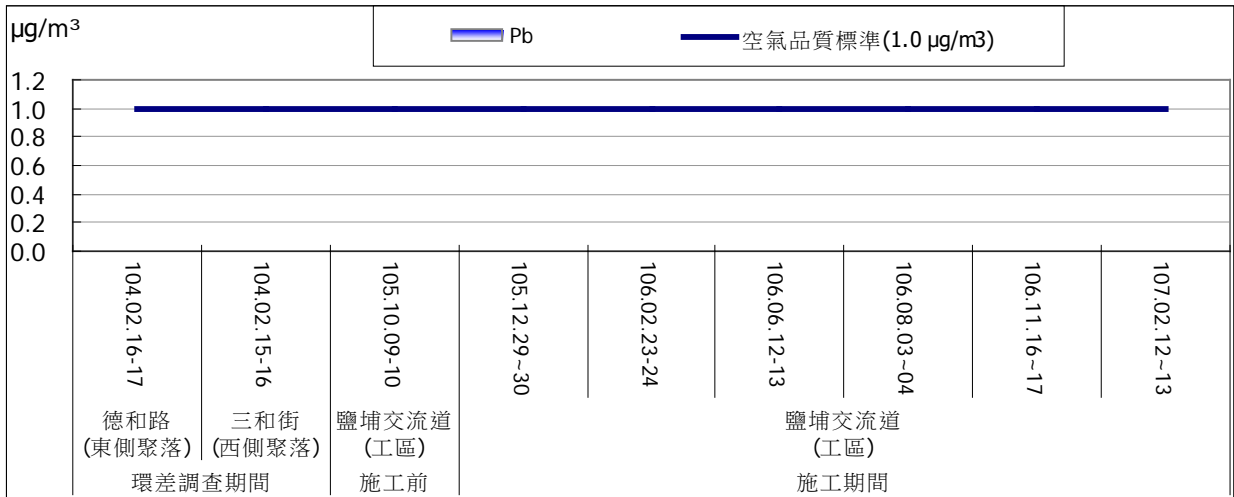 μg/m³
Pb
空氣品質標準(1.0 μg/m3)
1.2
1.0
0.8
0.6
0.4
0.2
0.0
104.02.16-17
104.02.15-16
105.10.09-10
105.12.29~30
106.02.23-24
106.06.12-13
106.08.03~04
106.11.16~17
107.02.12~13
德和路
(東側聚落)
三和街
(西側聚落)
鹽埔交流道
(工區)
鹽埔交流道
(工區)
環差調查期間
施工前
施工期間